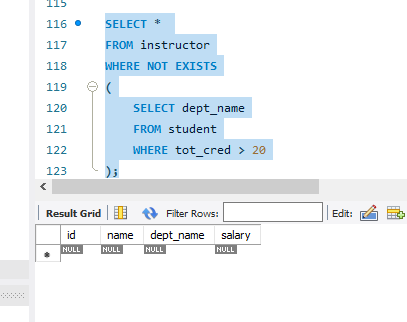 115
116 SELECT *
117 FROM instructor
118 WHERE NOT EXISTS
119 (
120 SELECT dept_name
121 FROM student
122 WHERE tot_cred > 20
123 );
Result Grid Filter Rows: Edit:
id name dept_name salary
* NULL NULL NULL NULL